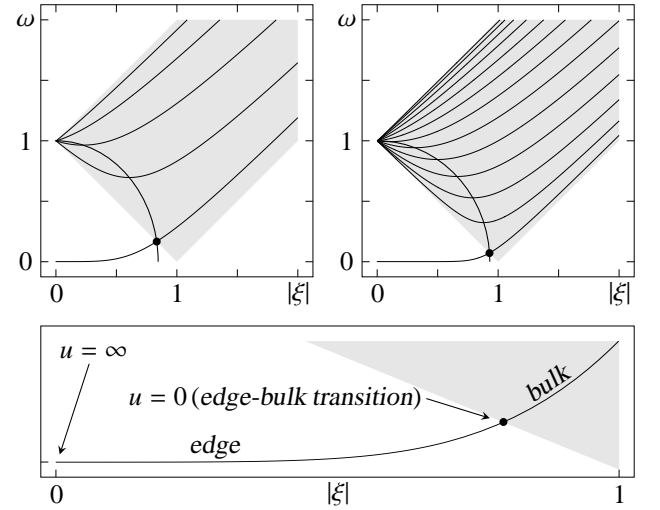 ω
1
0
0 1 |ξ|
ω
1
0
0 1 |ξ|
u = ∞
u = 0 (edge-bulk transition)
bulk
edge
0 |ξ| 1